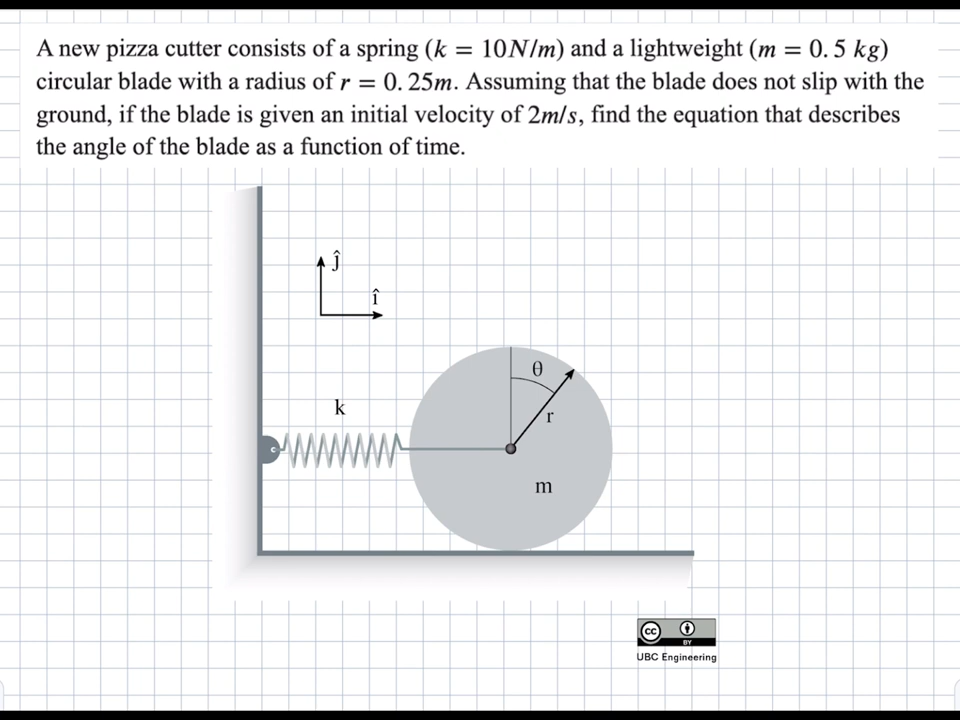 A new pizza cutter consists of a spring (k = 10N/m) and a lightweight (m = 0. 5 kg)
circular blade with a radius of r = 0. 25m. Assuming that the blade does not slip with the
ground, if the blade is given an initial velocity of 2m/s, find the equation that describes
the angle of the blade as a function of time.
ĵ
î
θ
k
r
c
m
cc
BY
UBC Engineering